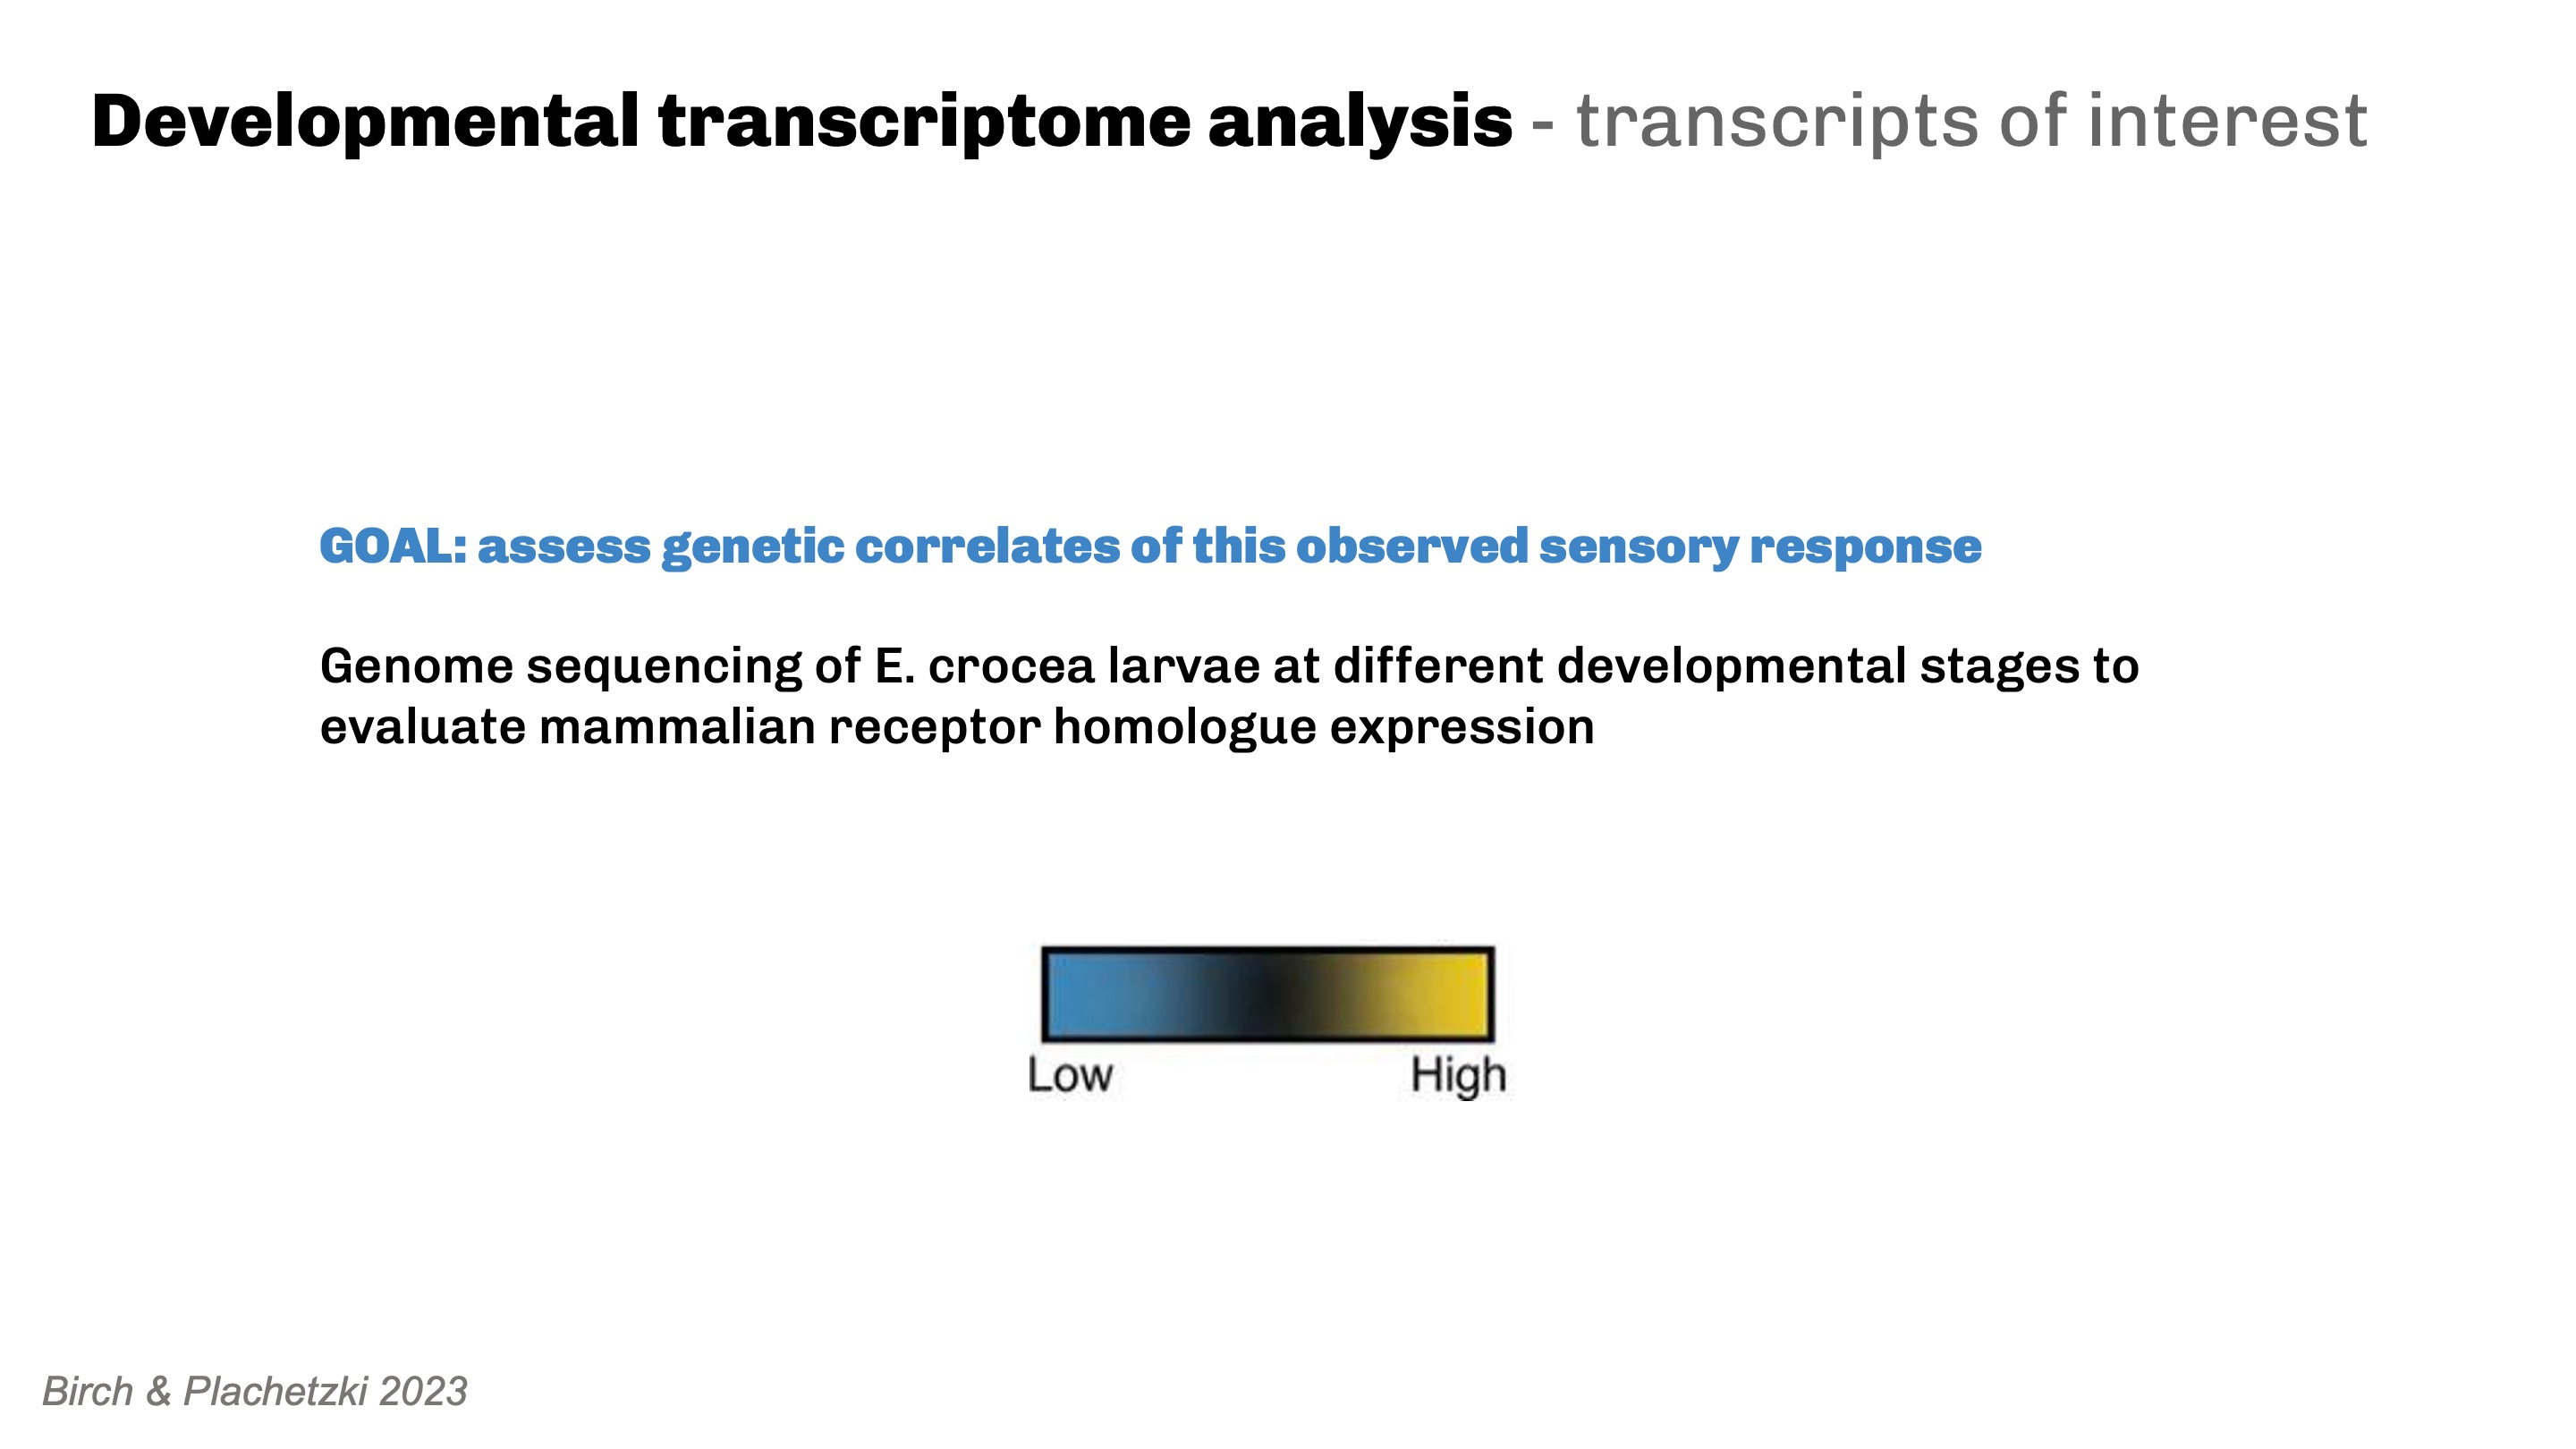 Developmental transcriptome analysis - transcripts of interest
GOAL: assess genetic correlates of this observed sensory response
Genome sequencing of E. crocea larvae at different developmental stages to
evaluate mammalian receptor homologue expression
Low High
Birch & Plachetzki 2023